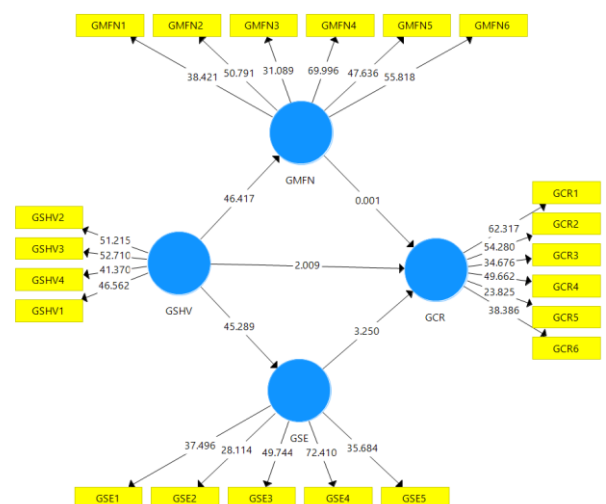 GMFN1 GMFN2 GMFN3 GMFN4 GMFN5 GMFN6
38.421 50.791 31.089 69.996 47.636 55.818
GMFN
46.417 0.001
GSHV2
GSHV3
GSHV4
GSHV1
51.215
52.710
41.370
46.562
GSHV
2.009
GCR
62.317
54.280
34.676
49.662
23.825
38.386
GCR1
GCR2
GCR3
GCR4
GCR5
GCR6
45.289 3.250
GSE
37.496 28.114 49.744 72.410 35.684
GSE1 GSE2 GSE3 GSE4 GSE5